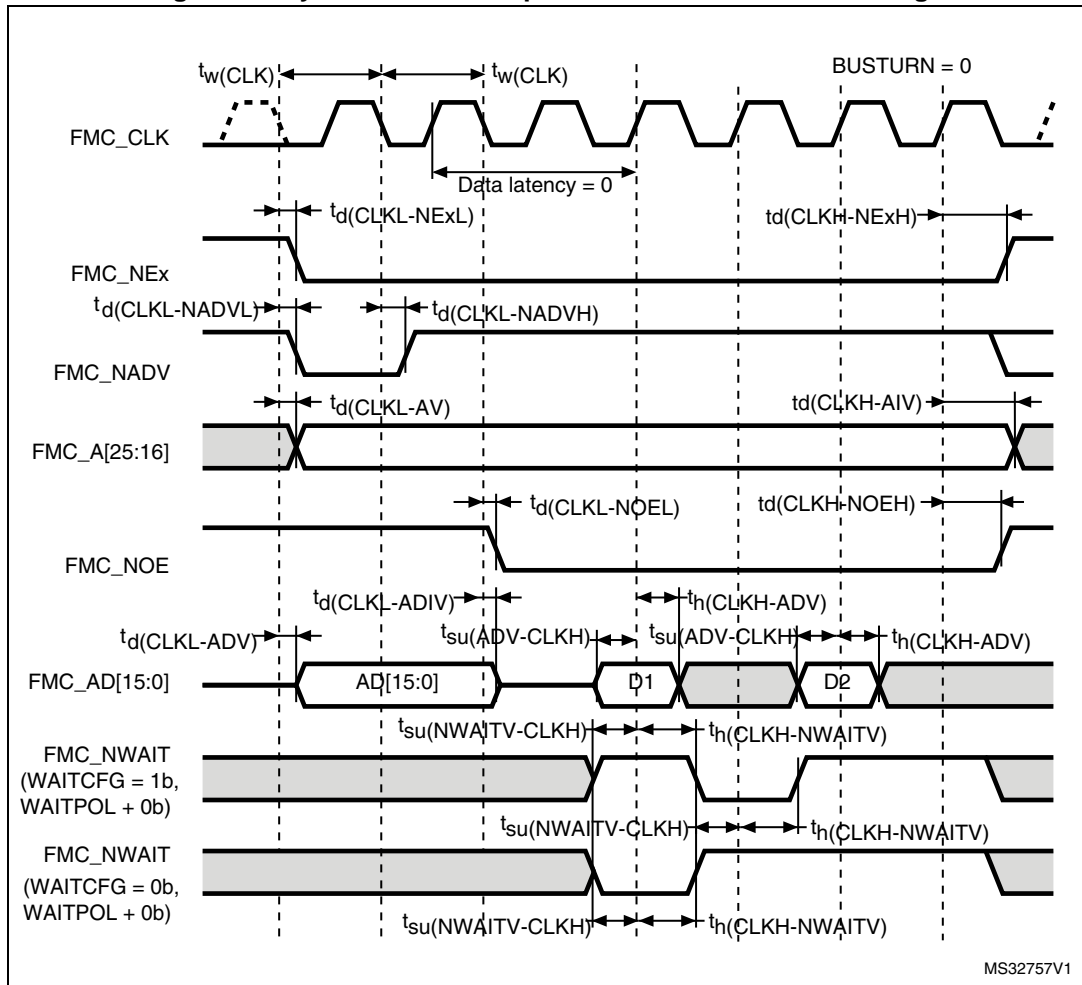 tw(CLK) tw(CLK) BUSTURN = 0
FMC_CLK
Data latency = 0
td(CLKL-NExL) td(CLKH-NExH)
FMC_NEx
td(CLKL-NADVL) td(CLKL-NADVH)
FMC_NADV
td(CLKL-AV) td(CLKH-AIV)
FMC_A[25:16]
td(CLKL-NOEL) td(CLKH-NOEH)
FMC_NOE
td(CLKL-ADIV) th(CLKH-ADV)
td(CLKL-ADV) tsu(ADV-CLKH) tsu(ADV-CLKH) th(CLKH-ADV)
FMC_AD[15:0] AD[15:0] D1 D2
tsu(NWAITV-CLKH) th(CLKH-NWAITV)
FMC_NWAIT
(WAITCFG = 1b,
WAITPOL + 0b)
tsu(NWAITV-CLKH) th(CLKH-NWAITV)
FMC_NWAIT
(WAITCFG = 0b,
WAITPOL + 0b)
tsu(NWAITV-CLKH) th(CLKH-NWAITV)
MS32757V1